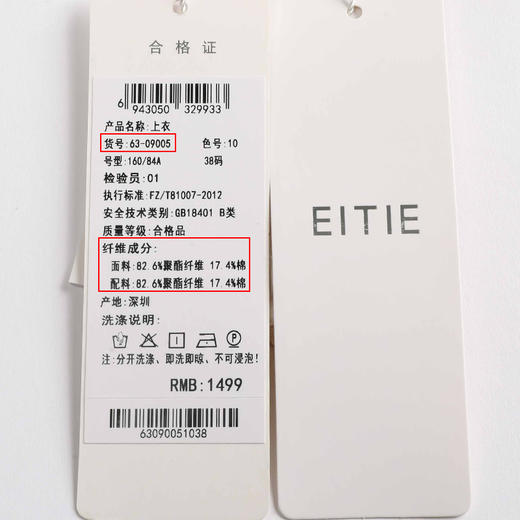 合格证
6 943050 329933
产品名称:上衣
货号:63-09005 色号:10
号型:160/84A 38码
检验员:01
执行标准:FZ/T81007-2012
安全技术类别:GB18401 B类
质量等级:合格品
纤维成分:
面料:82.6%聚酯纤维 17.4%棉
配料:82.6%聚酯纤维 17.4%棉
产地:深圳
洗涤说明:
注:分开洗涤、即洗即晾、不可浸泡!
RMB:1499
63090051038
EITIE